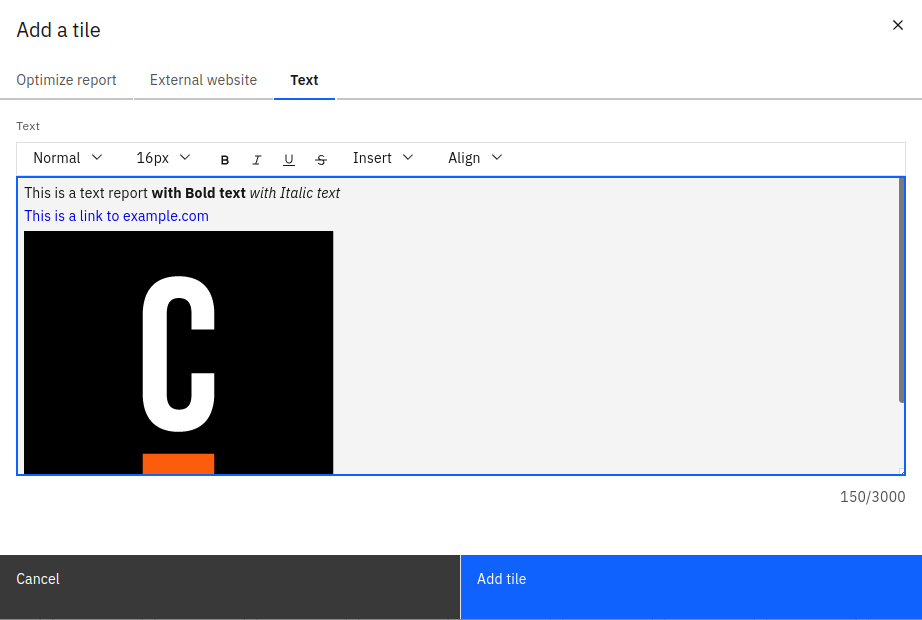 Add a tile
Optimize report External website Text
Text
Normal 16px B I U S Insert Align
This is a text report with Bold text with Italic text
This is a link to example.com
C
150/3000
Cancel Add tile